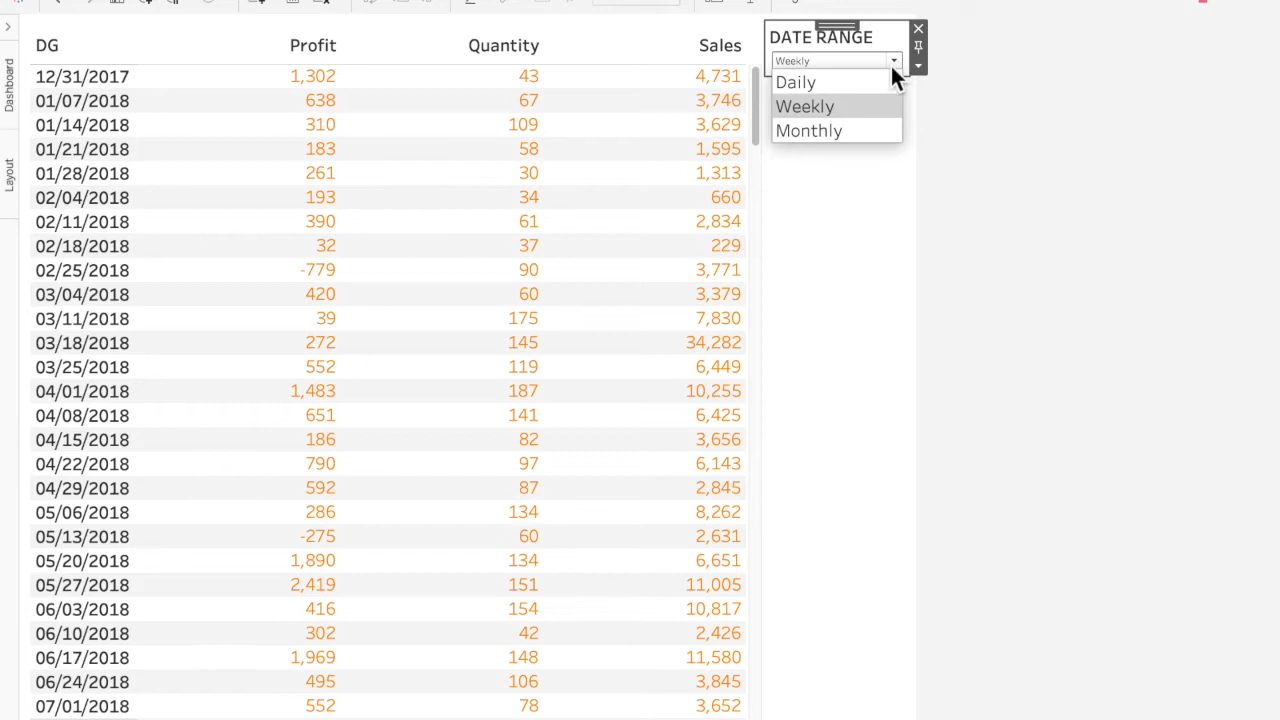 DG Profit Quantity Sales
12/31/2017 1,302 43 4,731
01/07/2018 638 67 3,746
01/14/2018 310 109 3,629
01/21/2018 183 58 1,595
01/28/2018 261 30 1,313
02/04/2018 193 34 660
02/11/2018 390 61 2,834
02/18/2018 32 37 229
02/25/2018 -779 90 3,771
03/04/2018 420 60 3,379
03/11/2018 39 175 7,830
03/18/2018 272 145 34,282
03/25/2018 552 119 6,449
04/01/2018 1,483 187 10,255
04/08/2018 651 141 6,425
04/15/2018 186 82 3,656
04/22/2018 790 97 6,143
04/29/2018 592 87 2,845
05/06/2018 286 134 8,262
05/13/2018 -275 60 2,631
05/20/2018 1,890 134 6,651
05/27/2018 2,419 151 11,005
06/03/2018 416 154 10,817
06/10/2018 302 42 2,426
06/17/2018 1,969 148 11,580
06/24/2018 495 106 3,845
07/01/2018 552 78 3,652
DATE RANGE
Weekly
Daily
Weekly
Monthly
Dashboard
Layout